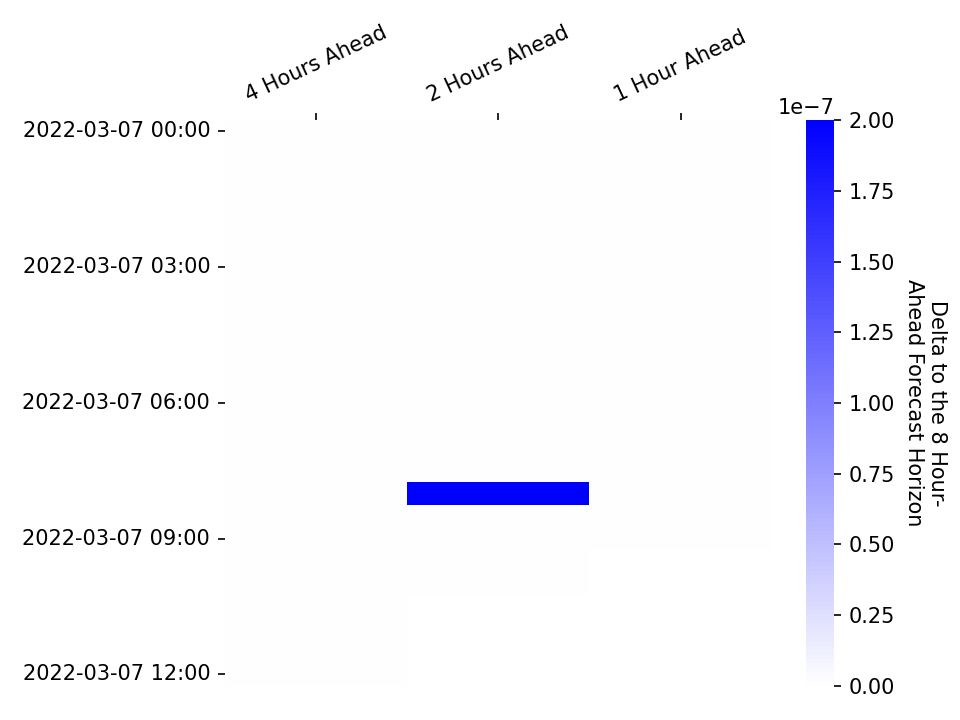 4 Hours Ahead
2 Hours Ahead
1 Hour Ahead
1e−7
2022-03-07 00:00
2022-03-07 03:00
2022-03-07 06:00
2022-03-07 09:00
2022-03-07 12:00
2.00
1.75
1.50
1.25
1.00
0.75
0.50
0.25
0.00
Delta to the 8 Hour-
Ahead Forecast Horizon